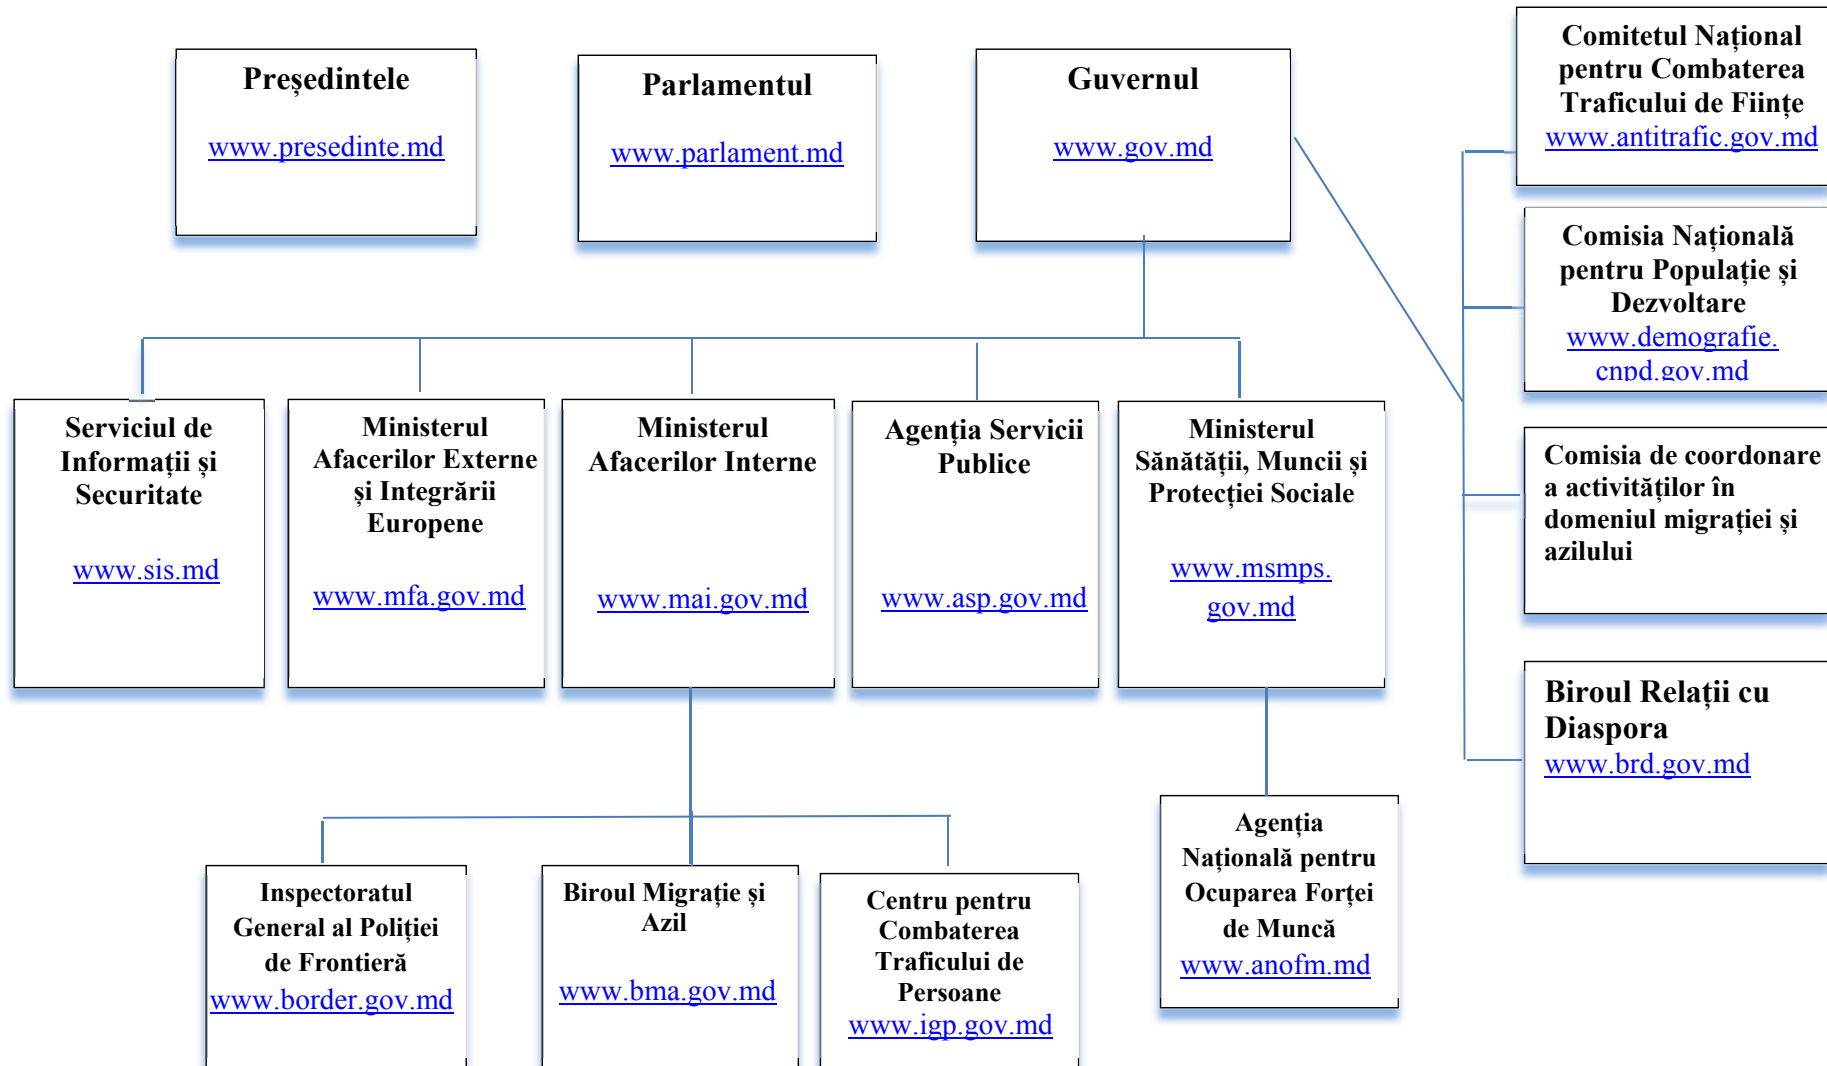 Președintele
www.presedinte.md
Parlamentul
www.parlament.md
Guvernul
www.gov.md
Comitetul Național
pentru Combaterea
Traficului de Ființe
www.antitrafic.gov.md
Comisia Națională
pentru Populație și
Dezvoltare
www.demografie.
cnpd.gov.md
Comisia de coordonare
a activităților în
domeniul migrației și
azilului
Biroul Relații cu
Diaspora
www.brd.gov.md
Serviciul de
Informații și
Securitate
www.sis.md
Ministerul
Afacerilor Externe
și Integrării
Europene
www.mfa.gov.md
Ministerul
Afacerilor Interne
www.mai.gov.md
Agenția Servicii
Publice
www.asp.gov.md
Ministerul
Sănătății, Muncii și
Protecției Sociale
www.msmps.
gov.md
Inspectoratul
General al Poliției
de Frontieră
www.border.gov.md
Biroul Migrație și
Azil
www.bma.gov.md
Centru pentru
Combaterea
Traficului de
Persoane
www.igp.gov.md
Agenția
Națională pentru
Ocuparea Forței
de Muncă
www.anofm.md